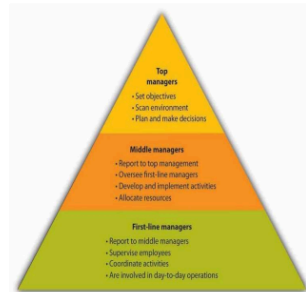 Top
managers
• Set objectives
• Scan environment
• Plan and make decisions
Middle managers
• Report to top management
• Oversee first-line managers
• Develop and implement activities
• Allocate resources
First-line managers
• Report to middle managers
• Supervise employees
• Coordinate activities
• Are involved in day-to-day operations